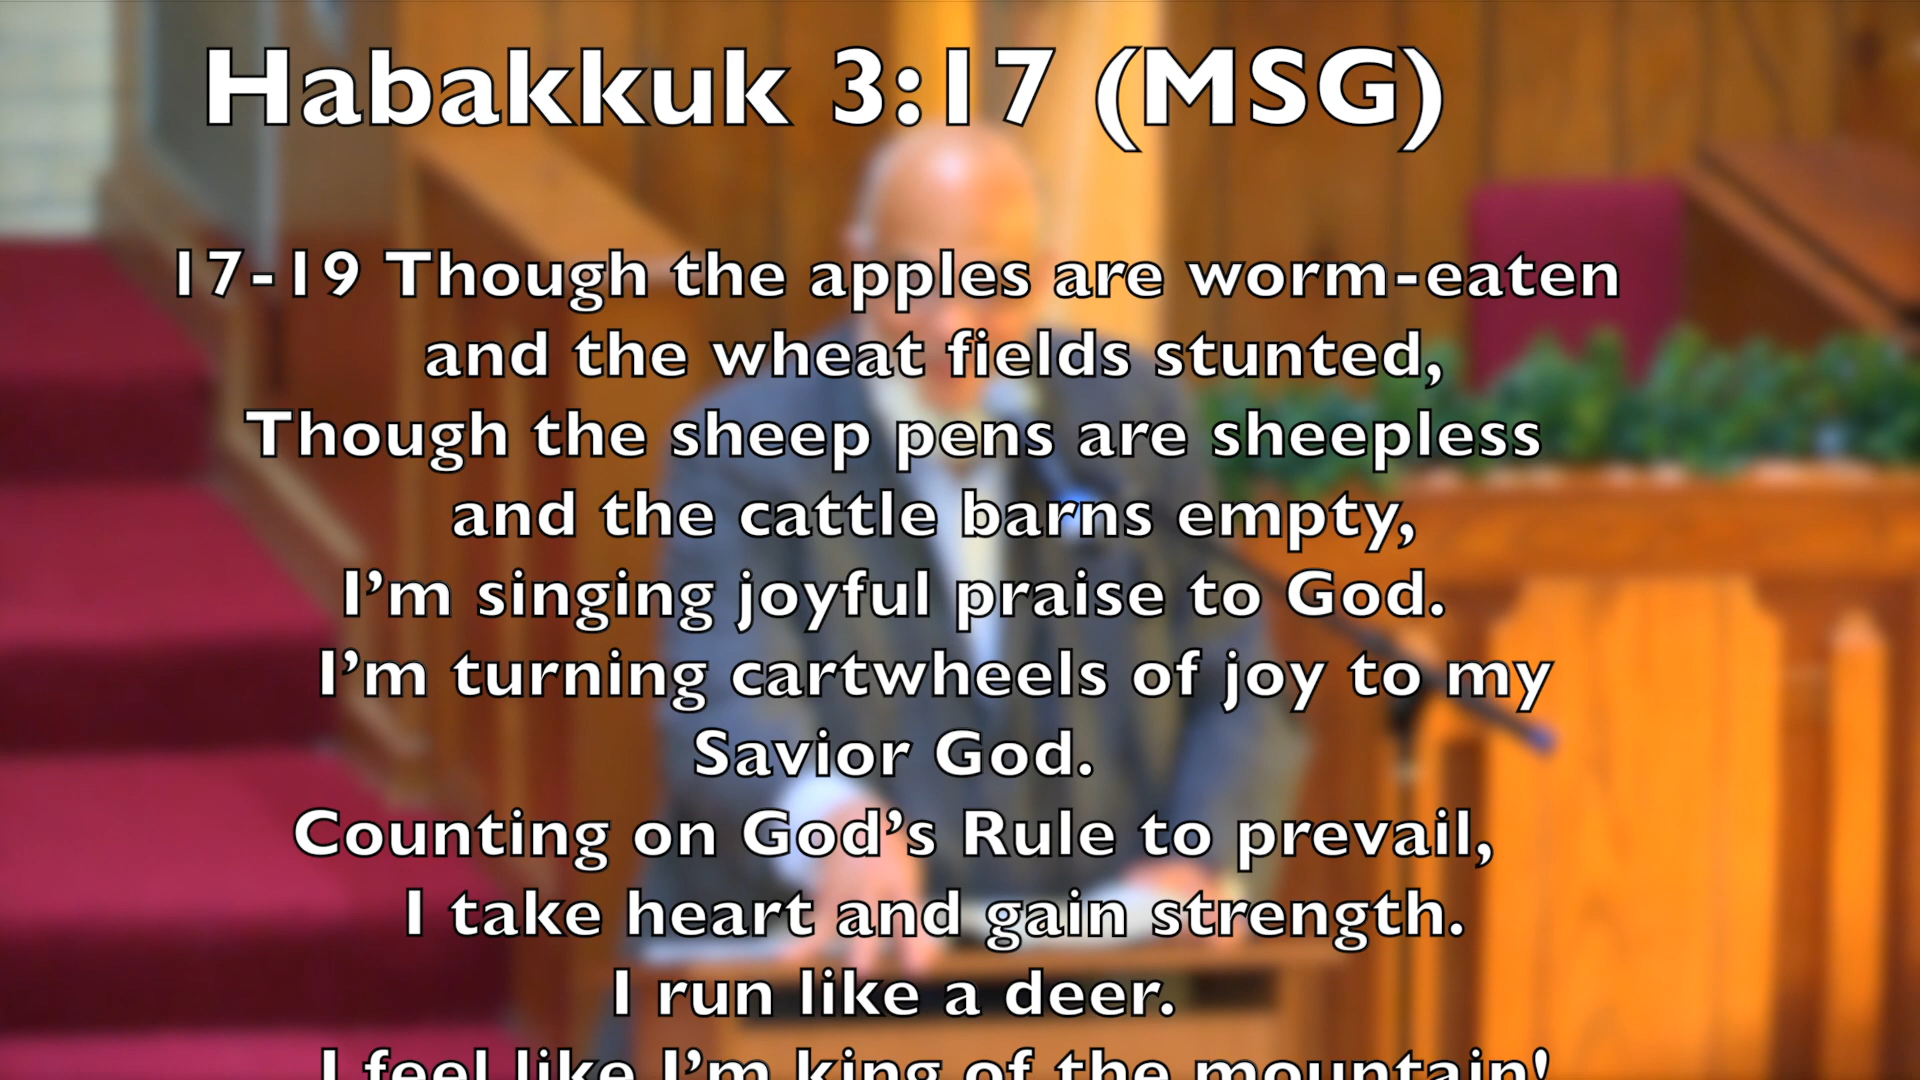 Habakkuk 3:17 (MSG)
17-19 Though the apples are worm-eaten
and the wheat fields stunted,
Though the sheep pens are sheepless
and the cattle barns empty,
I’m singing joyful praise to God.
I’m turning cartwheels of joy to my
Savior God.
Counting on God’s Rule to prevail,
I take heart and gain strength.
I run like a deer.
I feel like I’m king of the mountain!